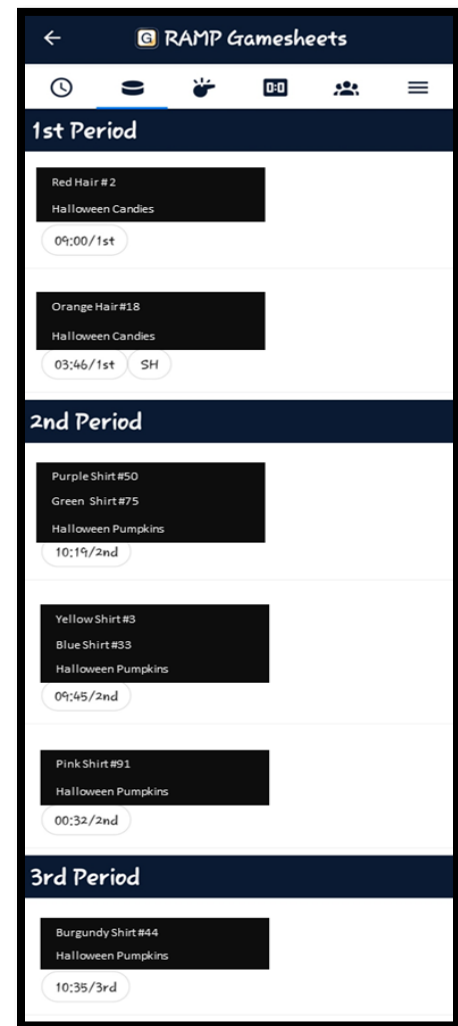 RAMP Gamesheets
0:0
1st Period
Red Hair #2
Halloween Candies
09:00/1st
Orange Hair#18
Halloween Candies
03:46/1st SH
2nd Period
Purple Shirt#50
Green Shirt#75
Halloween Pumpkins
10:19/2nd
Yellow Shirt#3
Blue Shirt#33
Halloween Pumpkins
09:45/2nd
Pink Shirt#91
Halloween Pumpkins
00:32/2nd
3rd Period
Burgundy Shirt#44
Halloween Pumpkins
10:35/3rd